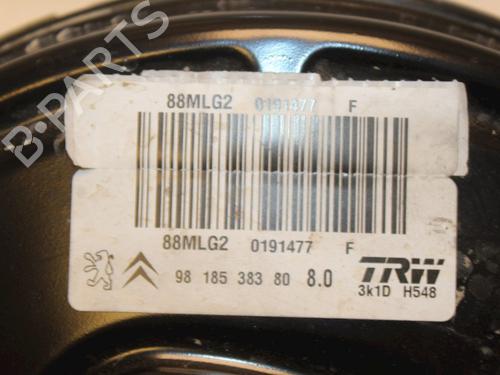 B-PARTS
88MLG2 0191477 F
88MLG2 0191477 F
98 185 383 80 8.0
TRW
3k1D H548